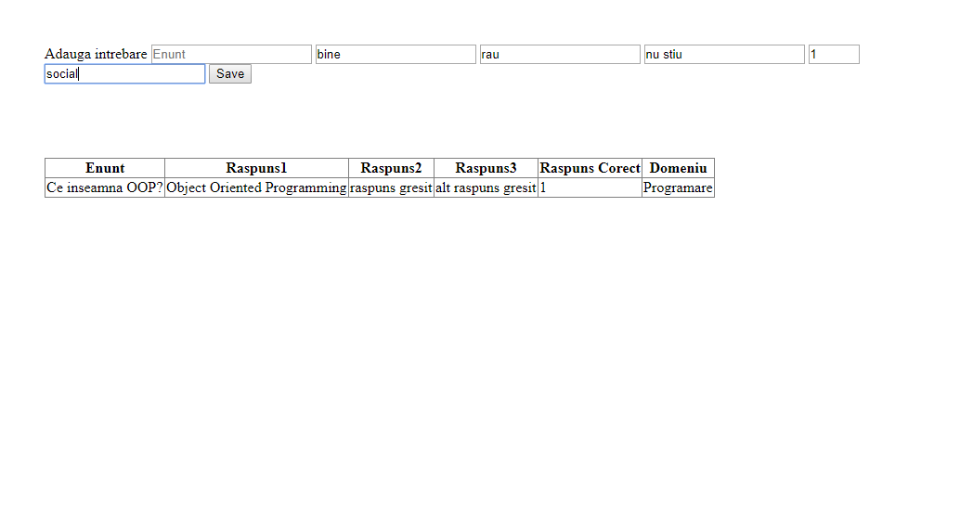 Adauga intrebare Enunt bine rau nu stiu 1
social Save
Enunt Raspuns1 Raspuns2 Raspuns3 Raspuns Corect Domeniu
Ce inseamna OOP? Object Oriented Programming raspuns gresit alt raspuns gresit 1 Programare